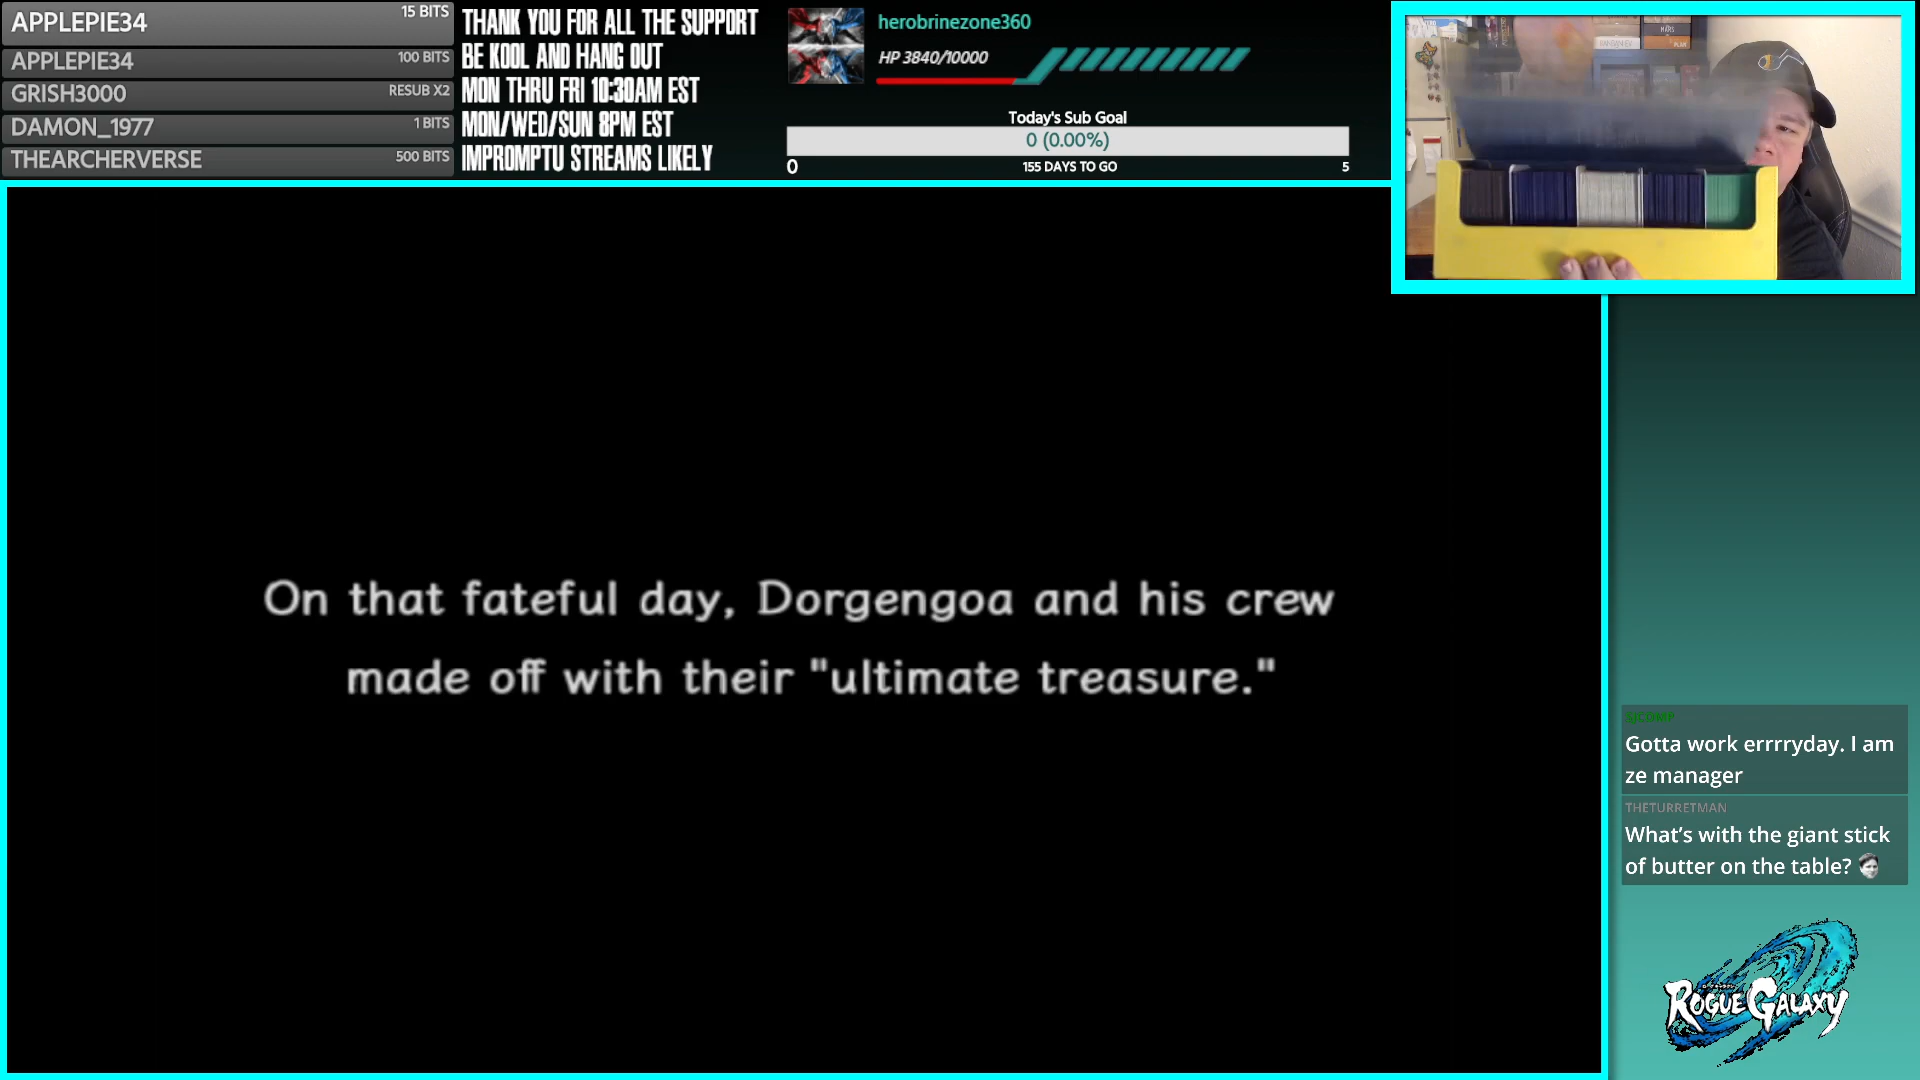 APPLEPIE34 15 BITS
APPLEPIE34 100 BITS
GRISH3000 RESUB X2
DAMON_1977 1 BITS
THEARCHERVERSE 500 BITS
THANK YOU FOR ALL THE SUPPORT
BE KOOL AND HANG OUT
MON THRU FRI 10:30AM EST
MON/WED/SUN 8PM EST
IMPROMPTU STREAMS LIKELY
herobrinezone360
HP 3840/10000
Today's Sub Goal
0 (0.00%)
0 155 DAYS TO GO 5
On that fateful day, Dorgengoa and his crew
made off with their "ultimate treasure."
Gotta work errrryday. I am
ze manager
THETURRETMAN
What's with the giant stick
of butter on the table?
ROGUE GALAXY